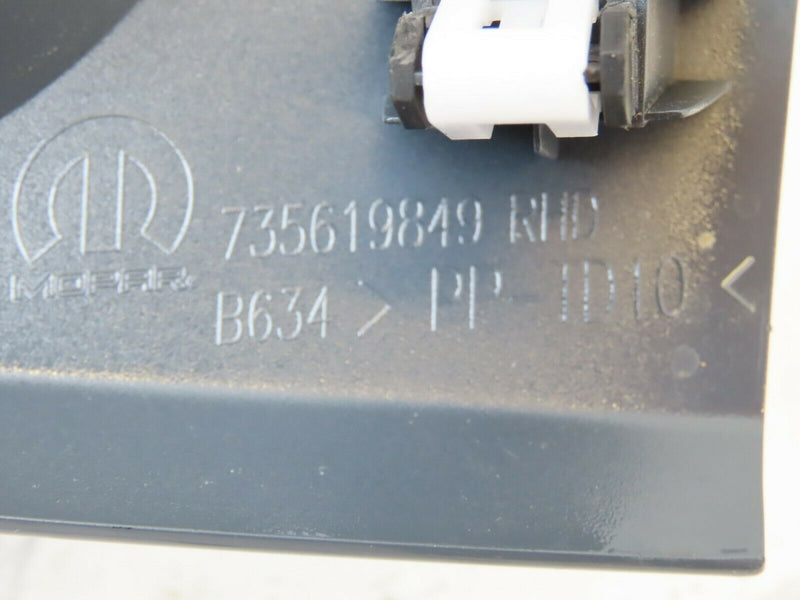 MOPAR
735619849 RHD
B634 > PP-TD10 <